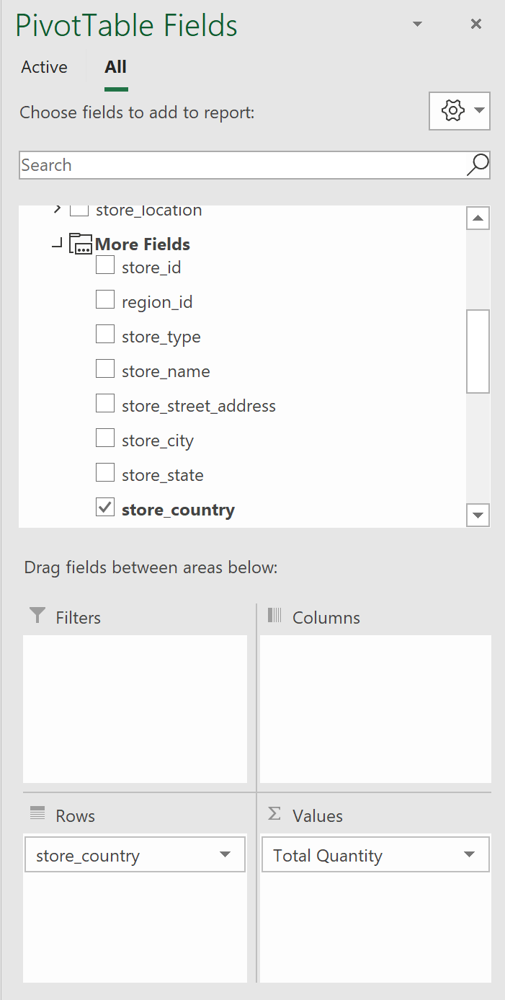 PivotTable Fields
Active All
Choose fields to add to report:
Search
store_location
More Fields
store_id
region_id
store_type
store_name
store_street_address
store_city
store_state
store_country
Drag fields between areas below:
Filters
Columns
Rows
store_country
Values
Total Quantity